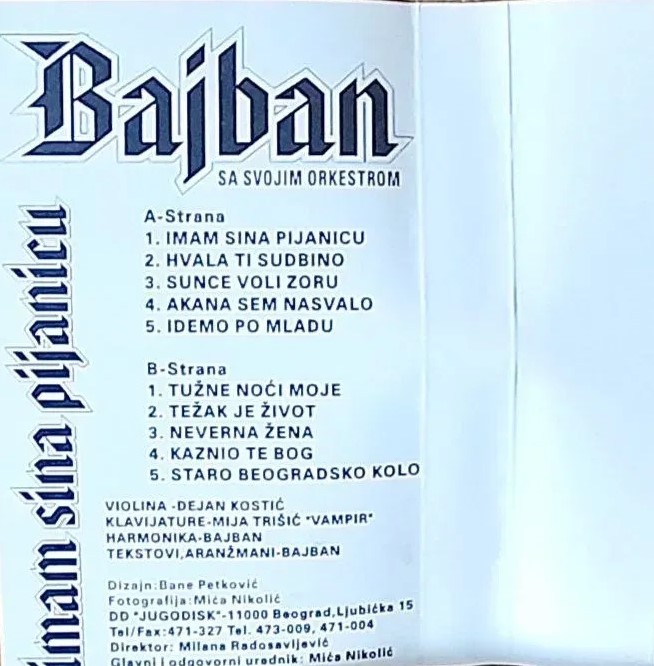 Bajban
SA SVOJIM ORKESTROM
imam sina pijanicu
A-Strana
1. IMAM SINA PIJANICU
2. HVALA TI SUDBINO
3. SUNCE VOLI ZORU
4. AKANA SEM NASVALO
5. IDEMO PO MLADU
B-Strana
1. TUŽNE NOĆI MOJE
2. TEŽAK JE ŽIVOT
3. NEVERNA ŽENA
4. KAZNIO TE BOG
5. STARO BEOGRADSKO KOLO
VIOLINA -DEJAN KOSTIĆ
KLAVIJATURE-MIJA TRIŠIĆ "VAMPIR"
HARMONIKA-BAJBAN
TEKSTOVI,ARANŽMANI-BAJBAN
Dizajn:Bane Petković
Fotografija:Mića Nikolić
DD "JUGODISK"-11000 Beograd,Ljubićka 15
Tel/Fax:471-327 Tel. 473-009, 471-004
Direktor: Milana Radosavijević
Glavni i odgovorni urednik: Mića Nikolić